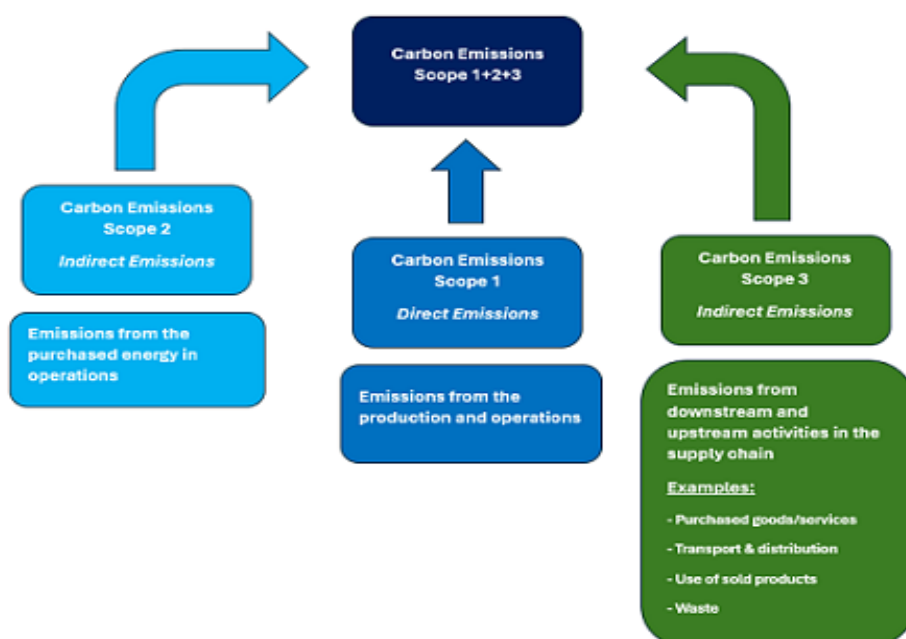 Carbon Emissions
Scope 1+2+3
Carbon Emissions
Scope 2
Indirect Emissions
Emissions from the
purchased energy in
operations
Carbon Emissions
Scope 1
Direct Emissions
Emissions from the
production and operations
Carbon Emissions
Scope 3
Indirect Emissions
Emissions from
downstream and
upstream activities in the
supply chain
Examples:
- Purchased goods/services
- Transport & distribution
- Use of sold products
- Waste